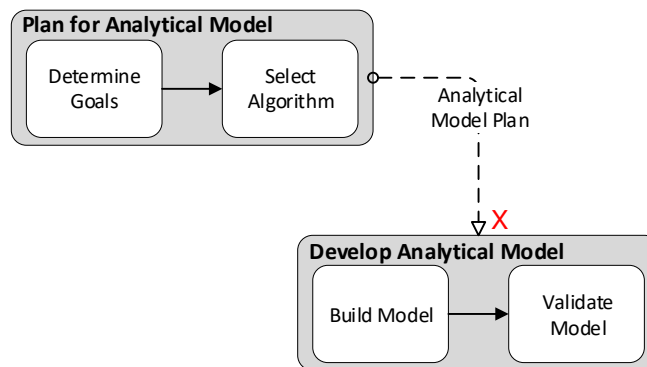 Plan for Analytical Model
Determine
Goals
Select
Algorithm
Analytical
Model Plan
X
Develop Analytical Model
Build Model
Validate
Model